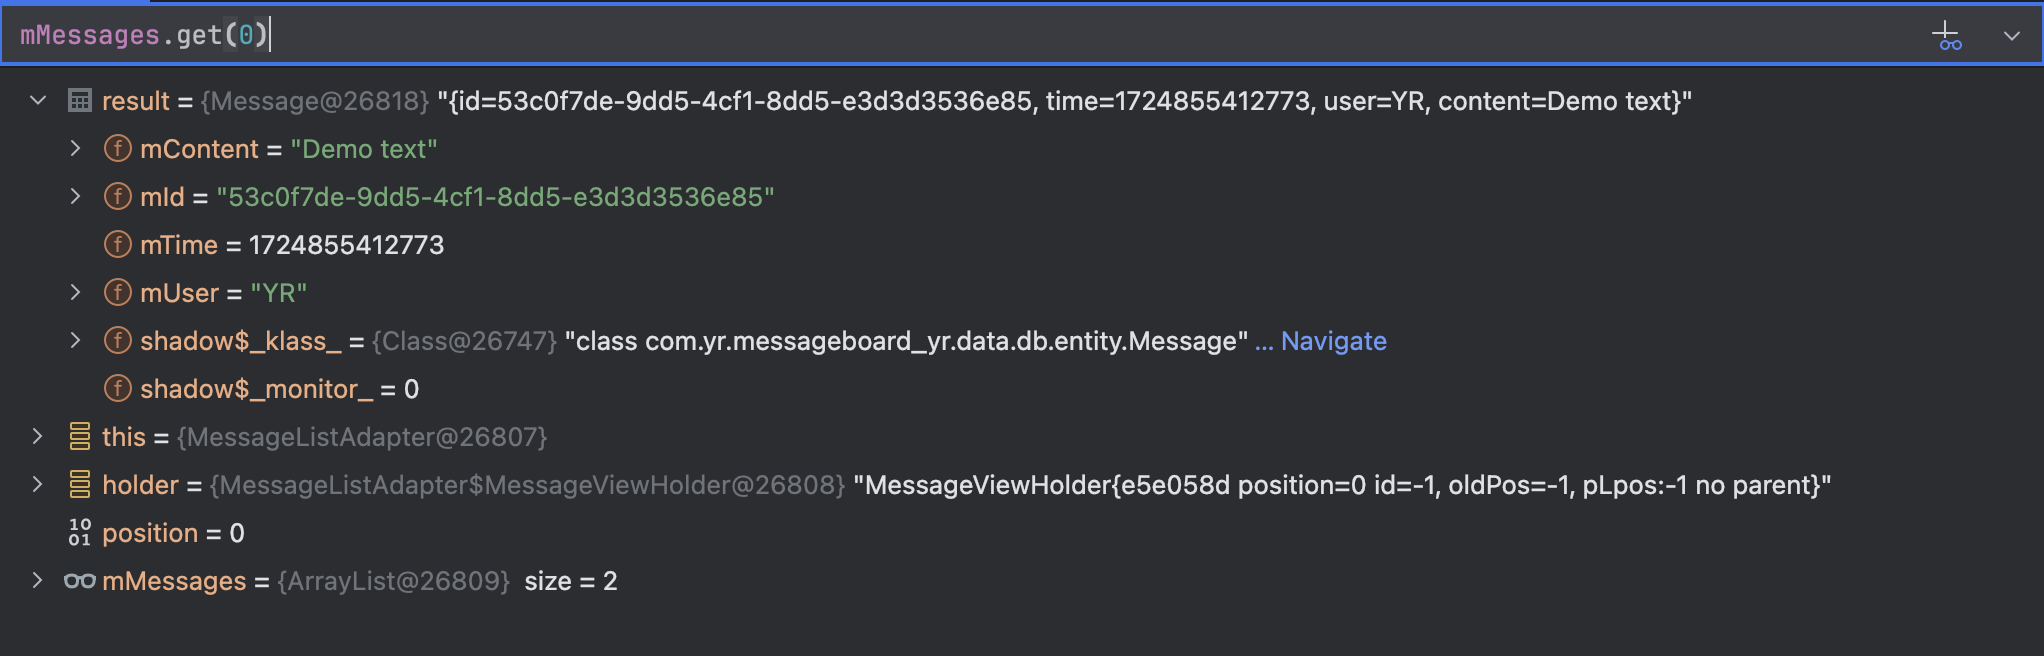 mMessages.get(0)
result = {Message@26818} "{id=53c0f7de-9dd5-4cf1-8dd5-e3d3d3536e85, time=1724855412773, user=YR, content=Demo text}"
f mContent = "Demo text"
f mId = "53c0f7de-9dd5-4cf1-8dd5-e3d3d3536e85"
f mTime = 1724855412773
f mUser = "YR"
f shadow$_klass_ = {Class@26747} "class com.yr.messageboard_yr.data.db.entity.Message" ... Navigate
f shadow$_monitor_ = 0
this = {MessageListAdapter@26807}
holder = {MessageListAdapter$MessageViewHolder@26808} "MessageViewHolder{e5e058d position=0 id=-1, oldPos=-1, pLpos:-1 no parent}"
10 01 position = 0
mMessages = {ArrayList@26809} size = 2